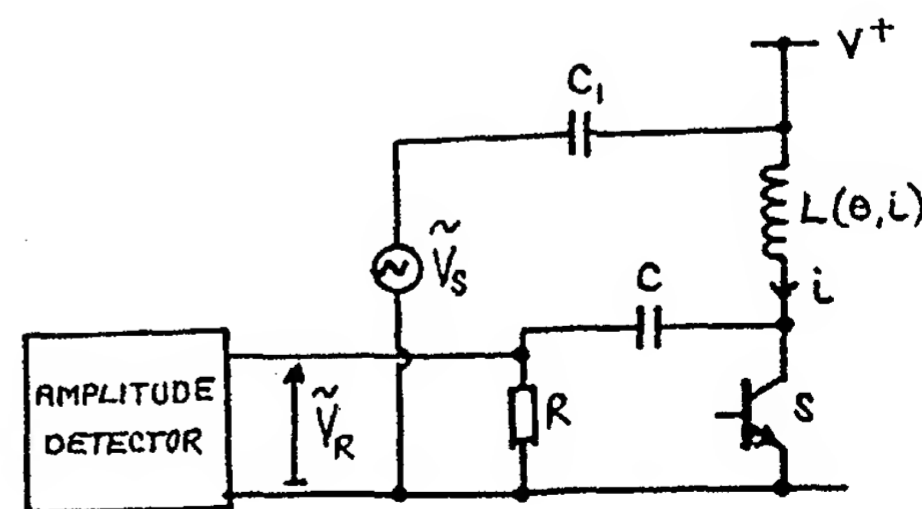 V⁺
C₁
L(θ,i)
Ṽs
C
i
AMPLITUDE
DETECTOR
ṼR
R
S